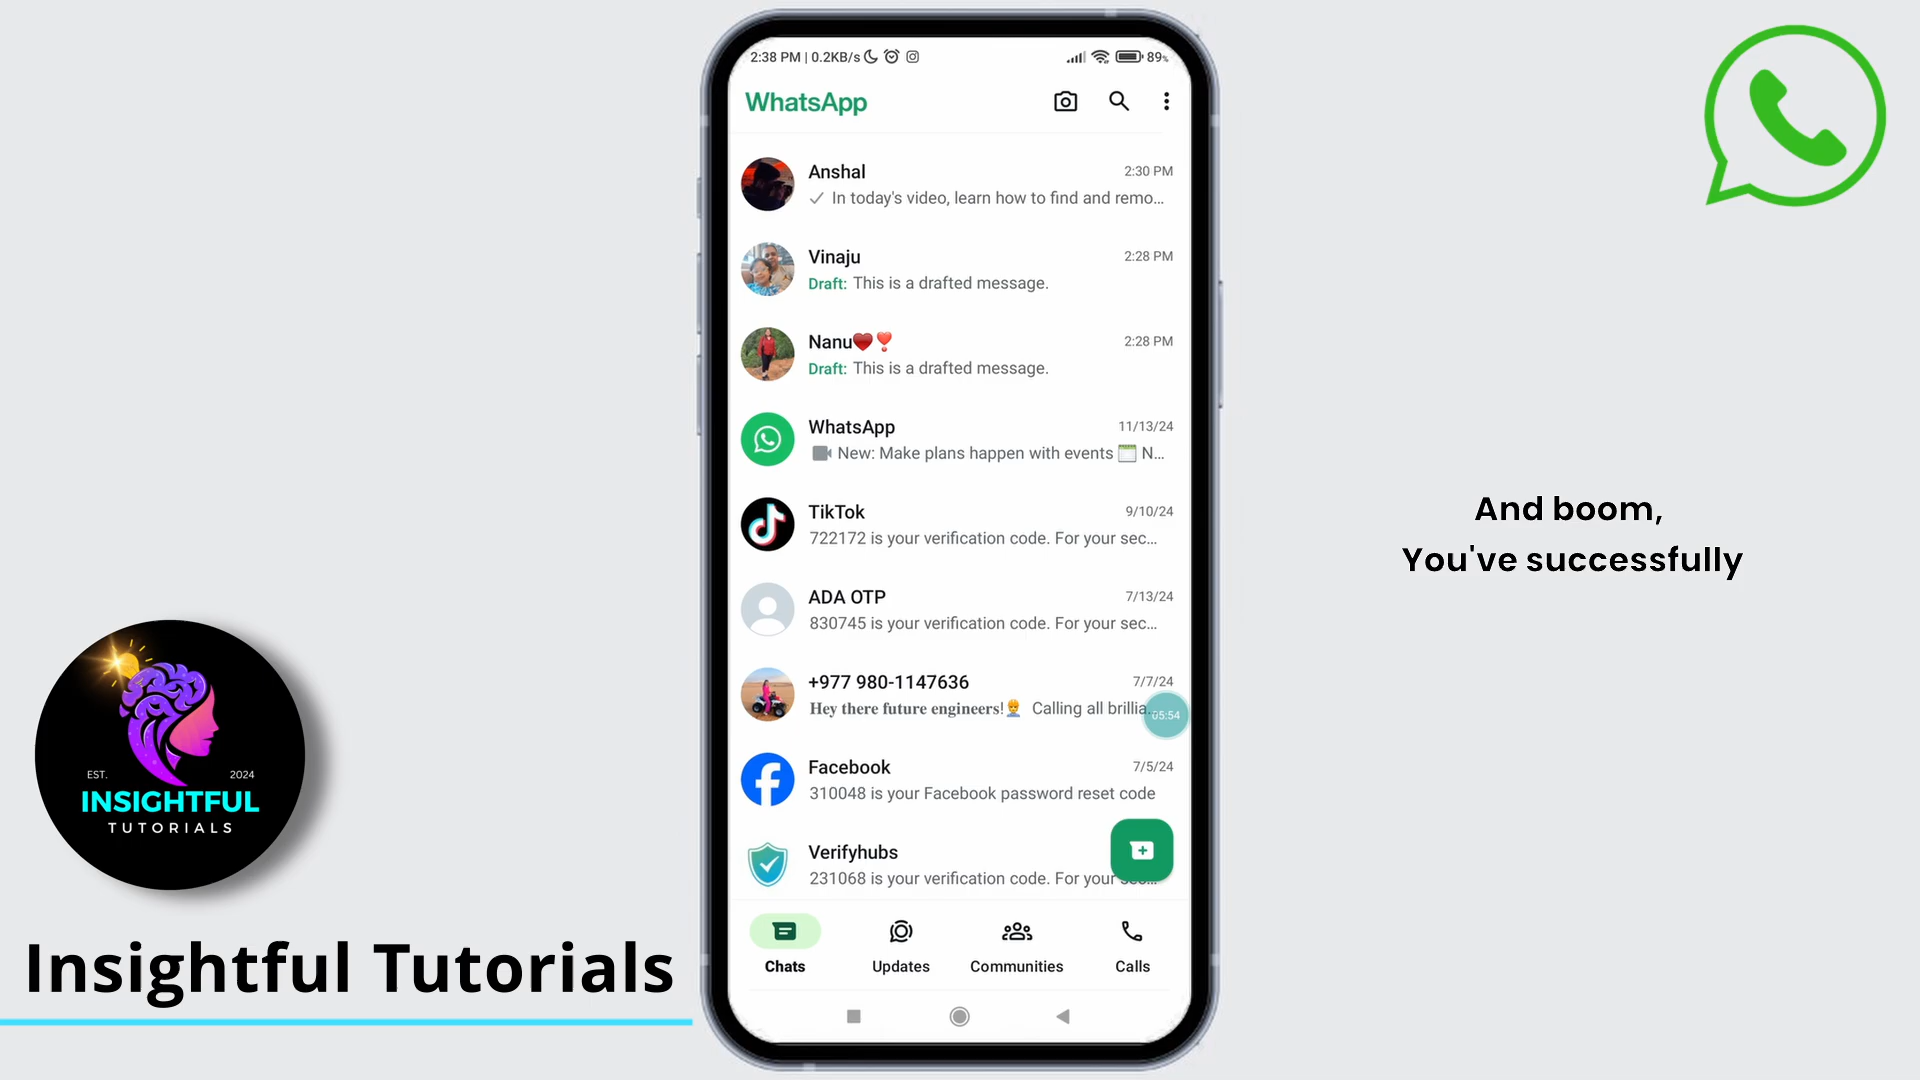 2:38 PM | 0.2KB/s
89%
WhatsApp
Anshal
2:30 PM
In today's video, learn how to find and remo...
Vinaju
2:28 PM
Draft: This is a drafted message.
Nanu❤️❣️
2:28 PM
Draft: This is a drafted message.
WhatsApp
11/13/24
New: Make plans happen with events 🗓️ N...
TikTok
9/10/24
722172 is your verification code. For your sec...
ADA OTP
7/13/24
830745 is your verification code. For your sec...
+977 980-1147636
7/7/24
Hey there future engineers!👷 Calling all brillia...
05:54
Facebook
7/5/24
310048 is your Facebook password reset code
Verifyhubs
231068 is your verification code. For your sec...
Chats
Updates
Communities
Calls
And boom,
You've successfully
EST.
2024
INSIGHTFUL
TUTORIALS
Insightful Tutorials